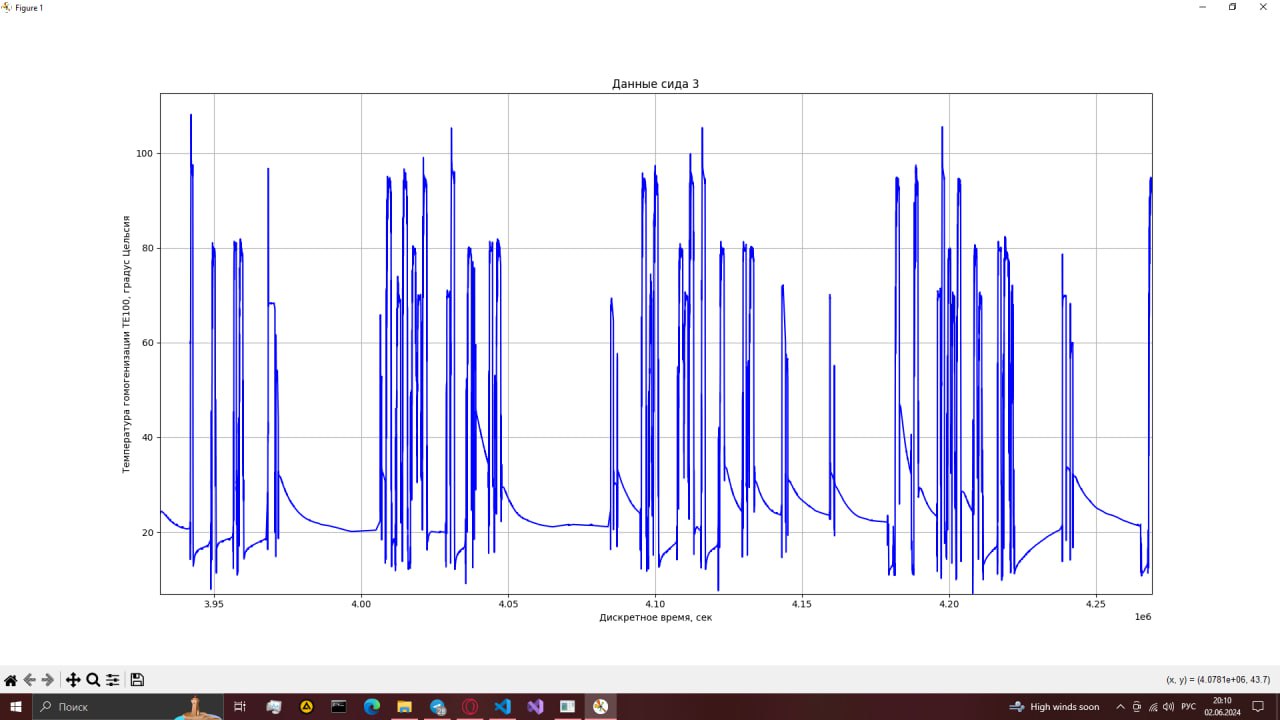 Figure 1
Данные сида 3
100
80
60
40
20
Температура гомогенизации TE100, градус Цельсия
3.95 4.00 4.05 4.10 4.15 4.20 4.25
1e6
Дискретное время, сек
(x, y) = (4.0781e+06, 43.7)
Поиск
High winds soon
РУС
20:10
02.06.2024